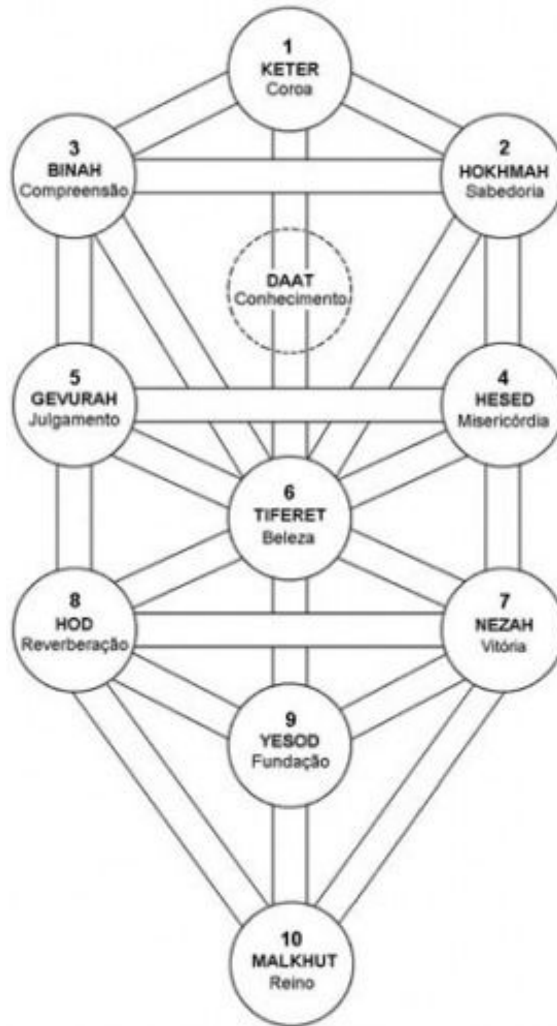 1
KETER
Coroa
3
BINAH
Compreensão
2
HOKHMAH
Sabedoria
DAAT
Conhecimento
5
GEVURAH
Julgamento
4
HESED
Misericórdia
6
TIFERET
Beleza
8
HOD
Reverberação
7
NEZAH
Vitória
9
YESOD
Fundação
10
MALKHUT
Reino